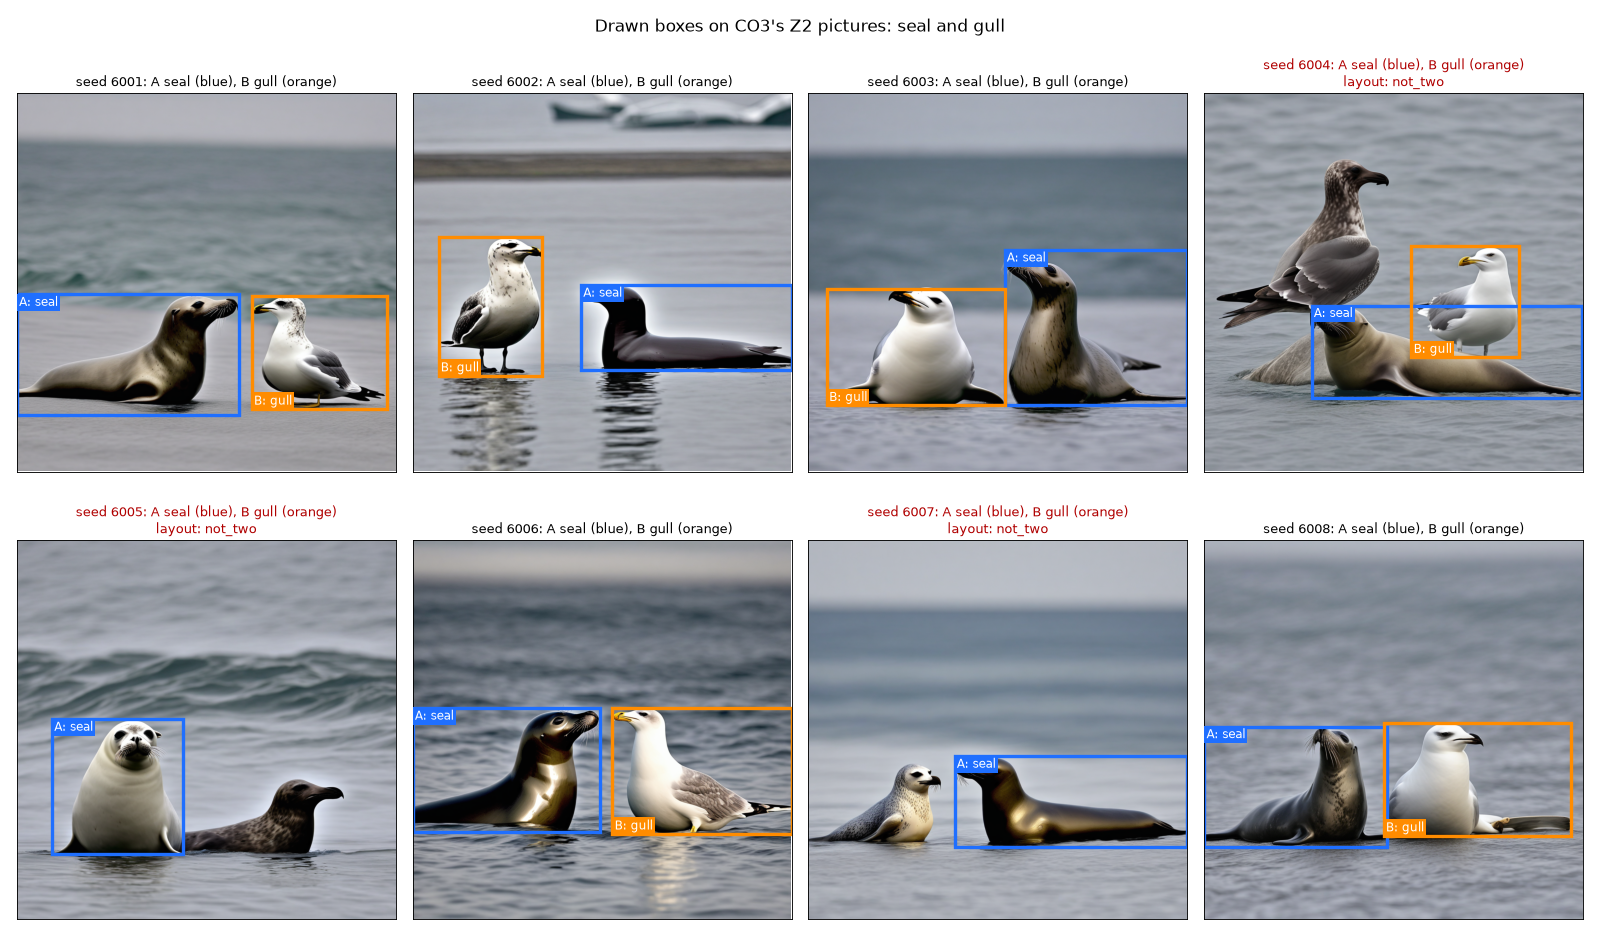 Drawn boxes on CO3's Z2 pictures: seal and gull
seed 6001: A seal (blue), B gull (orange)
A: seal
B: gull
seed 6002: A seal (blue), B gull (orange)
A: seal
B: gull
seed 6003: A seal (blue), B gull (orange)
A: seal
B: gull
seed 6004: A seal (blue), B gull (orange)
layout: not_two
A: seal
B: gull
seed 6005: A seal (blue), B gull (orange)
layout: not_two
A: seal
seed 6006: A seal (blue), B gull (orange)
A: seal
B: gull
seed 6007: A seal (blue), B gull (orange)
layout: not_two
A: seal
seed 6008: A seal (blue), B gull (orange)
A: seal
B: gull